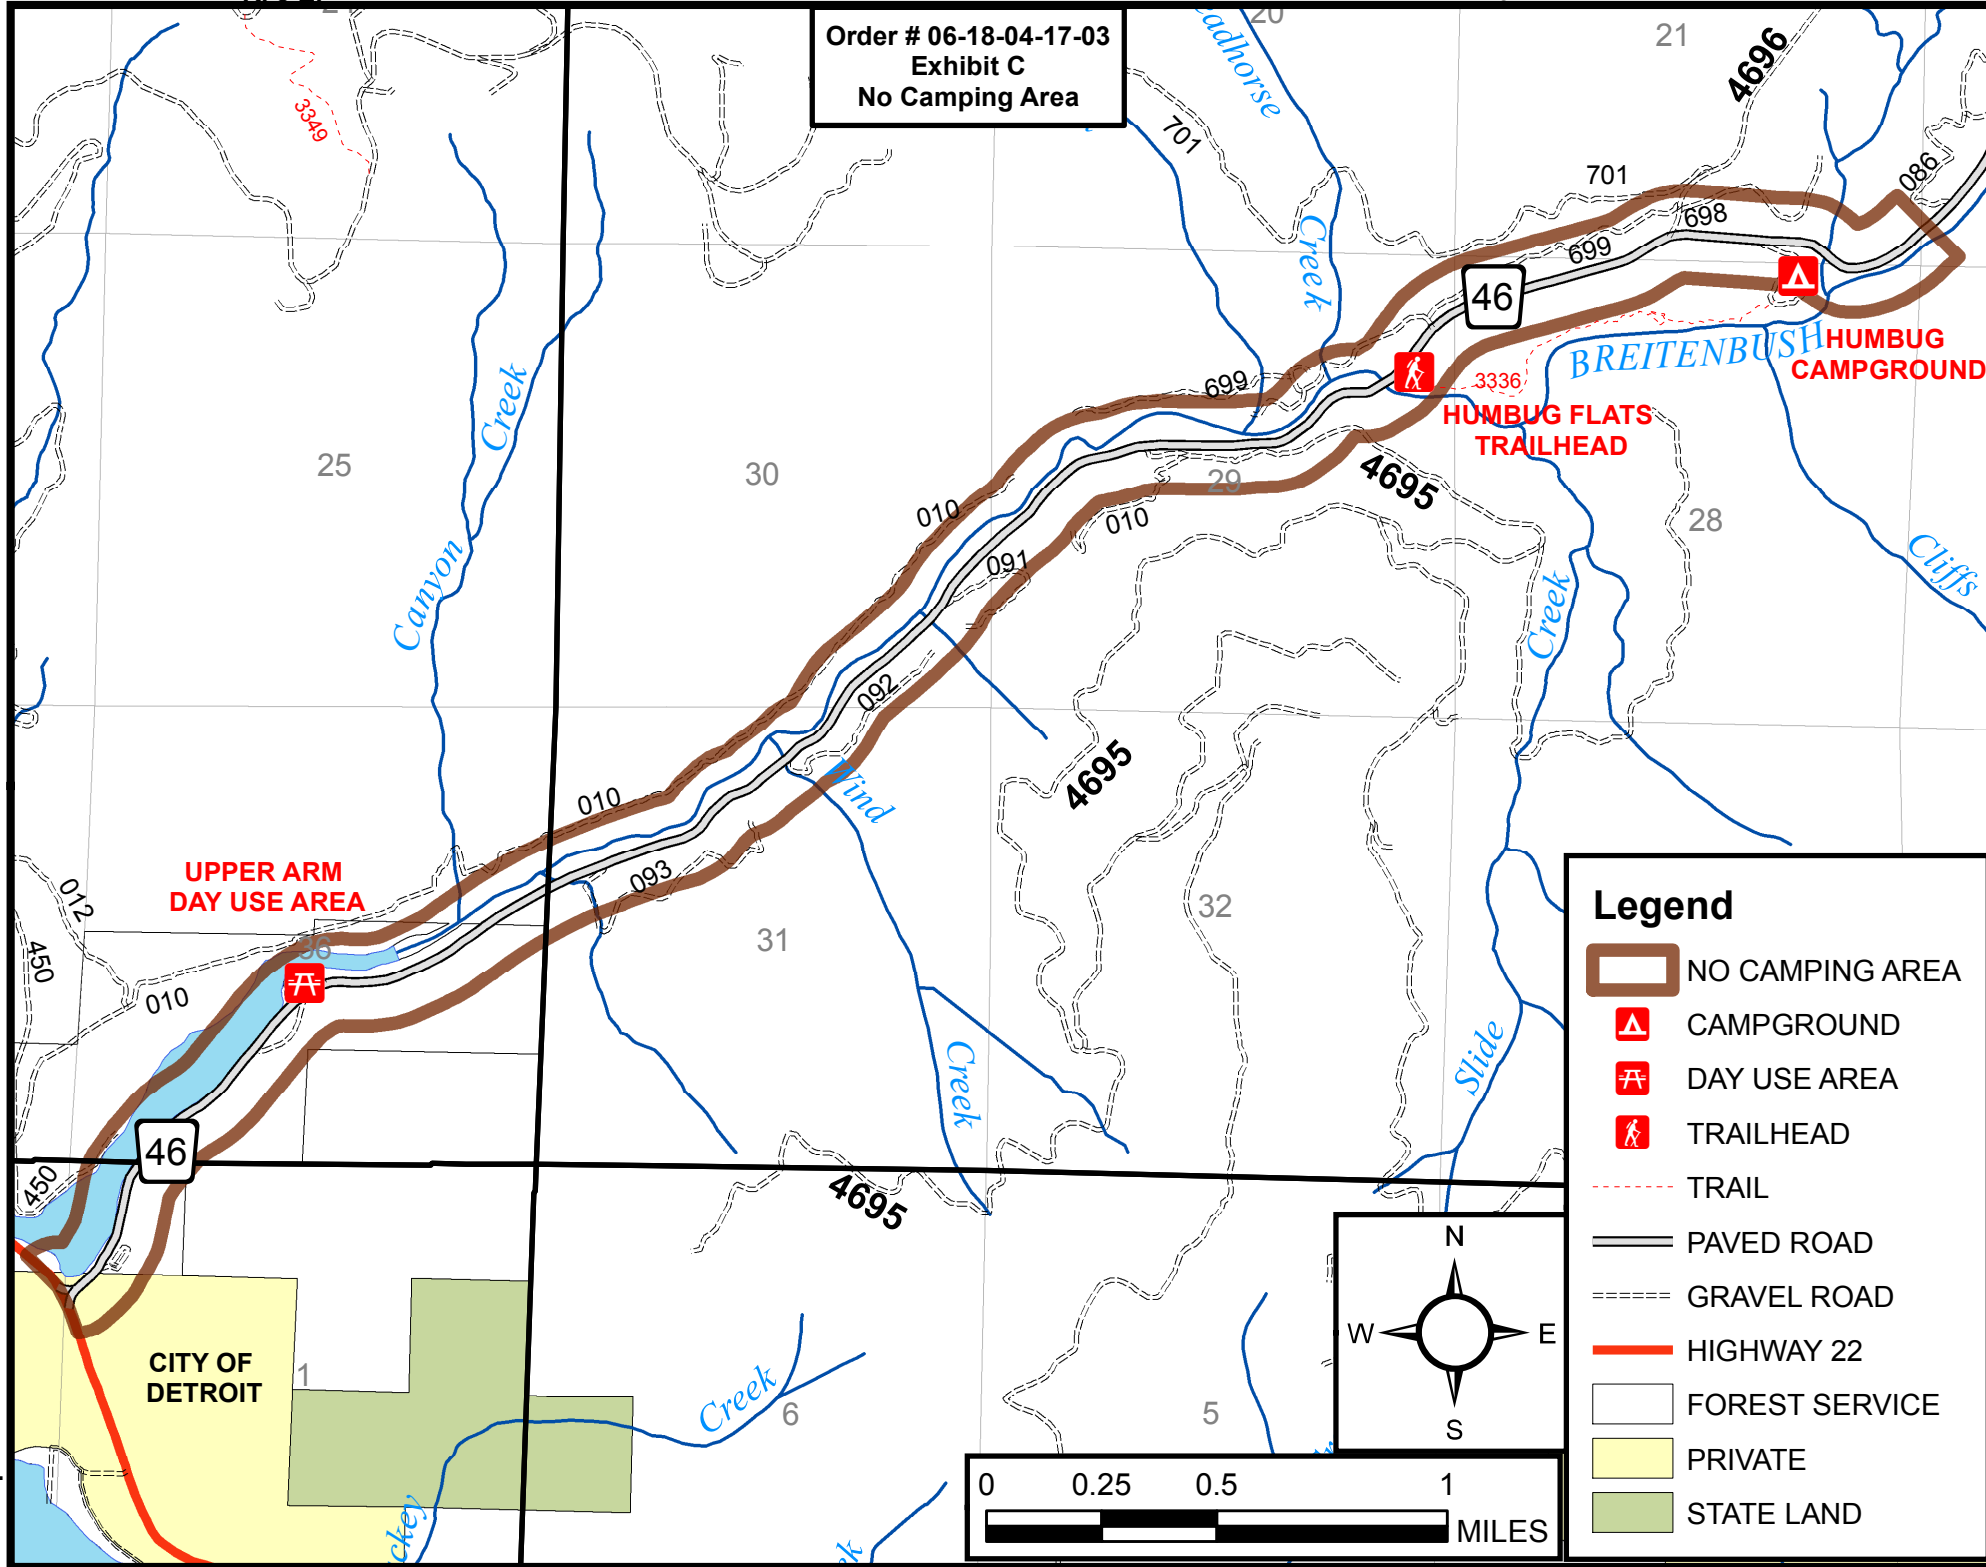 Order # 06-18-04-17-03
Exhibit C
No Camping Area
20
21
4696
3349
701
Creek
701
698
699
086
46
HUMBUG
CAMPGROUND
BREITENBUSH
3336
HUMBUG FLATS
TRAILHEAD
699
Creek
25
30
29
4695
28
010
010
091
Canyon
Creek
Cliffs
092
4695
Wind
010
UPPER ARM
DAY USE AREA
093
012
450
36
31
32
010
Creek
Slide
46
450
4695
CITY OF
DETROIT
1
Creek
6
5
N
W
E
S
0
0.25
0.5
1
MILES
Legend
NO CAMPING AREA
CAMPGROUND
DAY USE AREA
TRAILHEAD
TRAIL
PAVED ROAD
GRAVEL ROAD
HIGHWAY 22
FOREST SERVICE
PRIVATE
STATE LAND